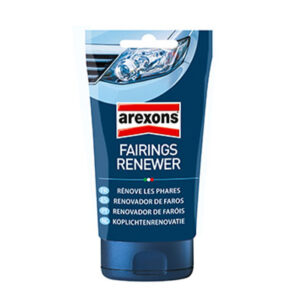 arexons
FAIRINGS
RENEWER
RÉNOVE LES PHARES
RENOVADOR DE FAROS
RENOVADOR DE FARÓIS
KOPLICHTENRENOVATIE